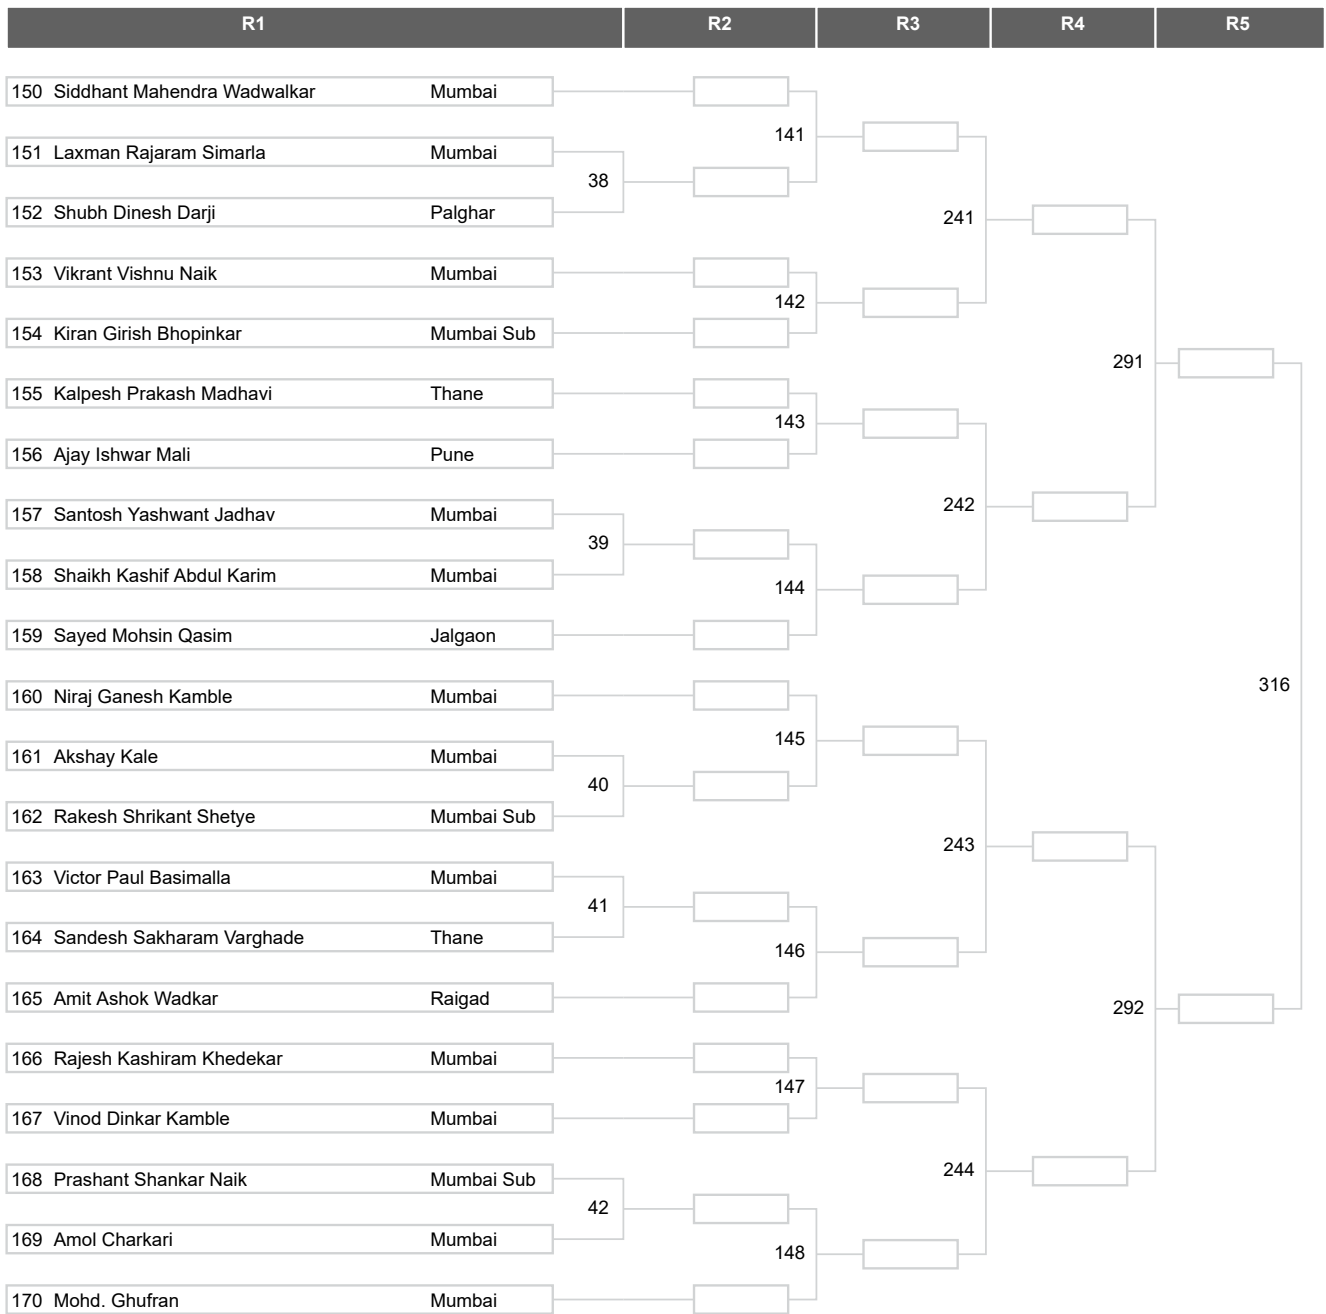 R1 R2 R3 R4 R5
150 Siddhant Mahendra Wadwalkar Mumbai
141
151 Laxman Rajaram Simarla Mumbai
38
152 Shubh Dinesh Darji Palghar
241
153 Vikrant Vishnu Naik Mumbai
142
154 Kiran Girish Bhopinkar Mumbai Sub
291
155 Kalpesh Prakash Madhavi Thane
143
156 Ajay Ishwar Mali Pune
242
157 Santosh Yashwant Jadhav Mumbai
39
158 Shaikh Kashif Abdul Karim Mumbai
144
159 Sayed Mohsin Qasim Jalgaon
316
160 Niraj Ganesh Kamble Mumbai
145
161 Akshay Kale Mumbai
40
162 Rakesh Shrikant Shetye Mumbai Sub
243
163 Victor Paul Basimalla Mumbai
41
164 Sandesh Sakharam Varghade Thane
146
165 Amit Ashok Wadkar Raigad
292
166 Rajesh Kashiram Khedekar Mumbai
147
167 Vinod Dinkar Kamble Mumbai
244
168 Prashant Shankar Naik Mumbai Sub
42
169 Amol Charkari Mumbai
148
170 Mohd. Ghufran Mumbai